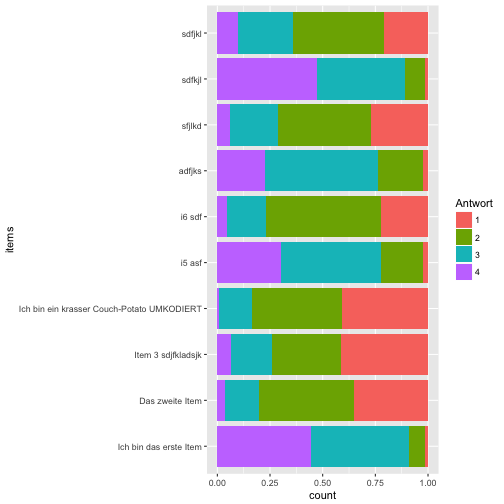 sdfjkl
sdfkjl
sfjlkd
adfjks
i6 sdf
i5 asf
Ich bin ein krasser Couch-Potato UMKODIERT
Item 3 sdjfkladsjk
Das zweite Item
Ich bin das erste Item
items
0.00 0.25 0.50 0.75 1.00
count
Antwort
1
2
3
4